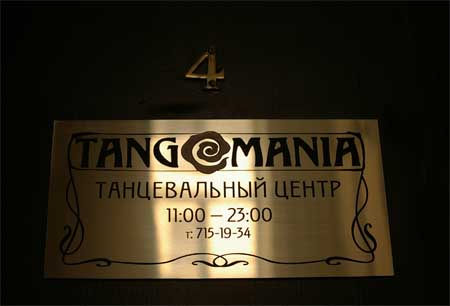 4
TANGOMANIA
ТАНЦЕВАЛЬНЫЙ ЦЕНТР
11:00 – 23:00
т: 715-19-34